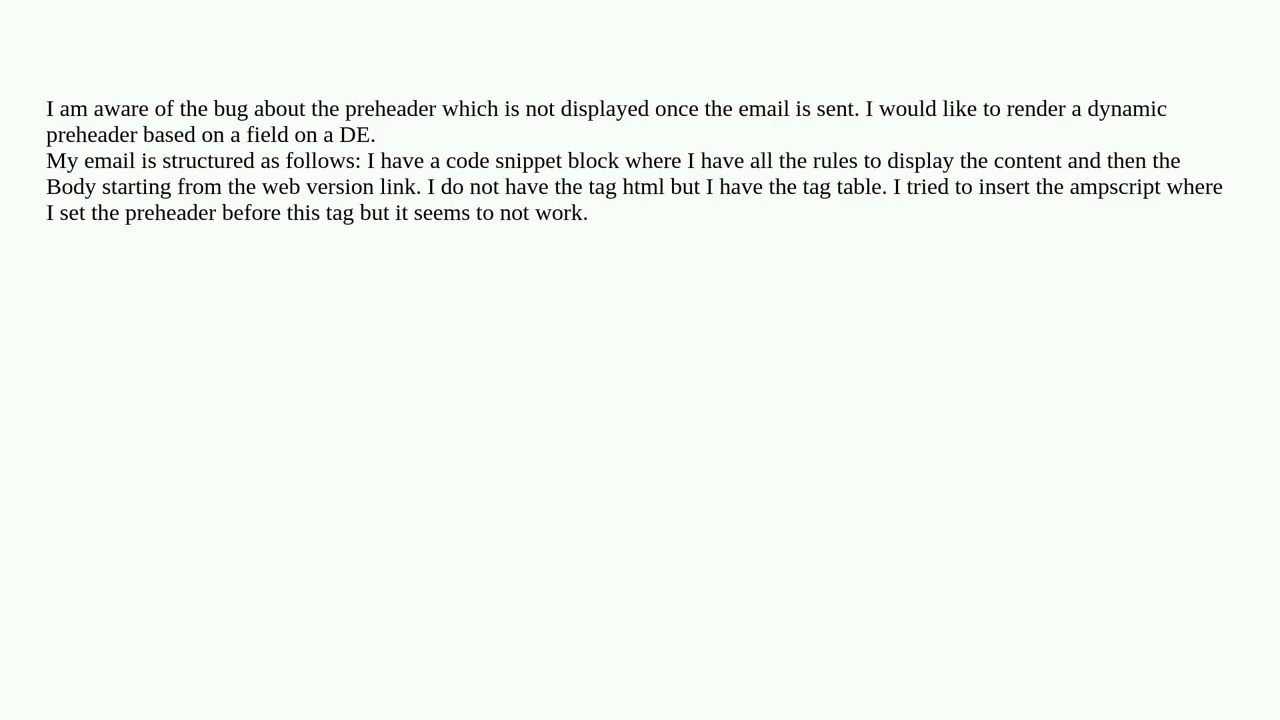 I am aware of the bug about the preheader which is not displayed once the email is sent. I would like to render a dynamic
preheader based on a field on a DE.
My email is structured as follows: I have a code snippet block where I have all the rules to display the content and then the
Body starting from the web version link. I do not have the tag html but I have the tag table. I tried to insert the ampscript where
I set the preheader before this tag but it seems to not work.